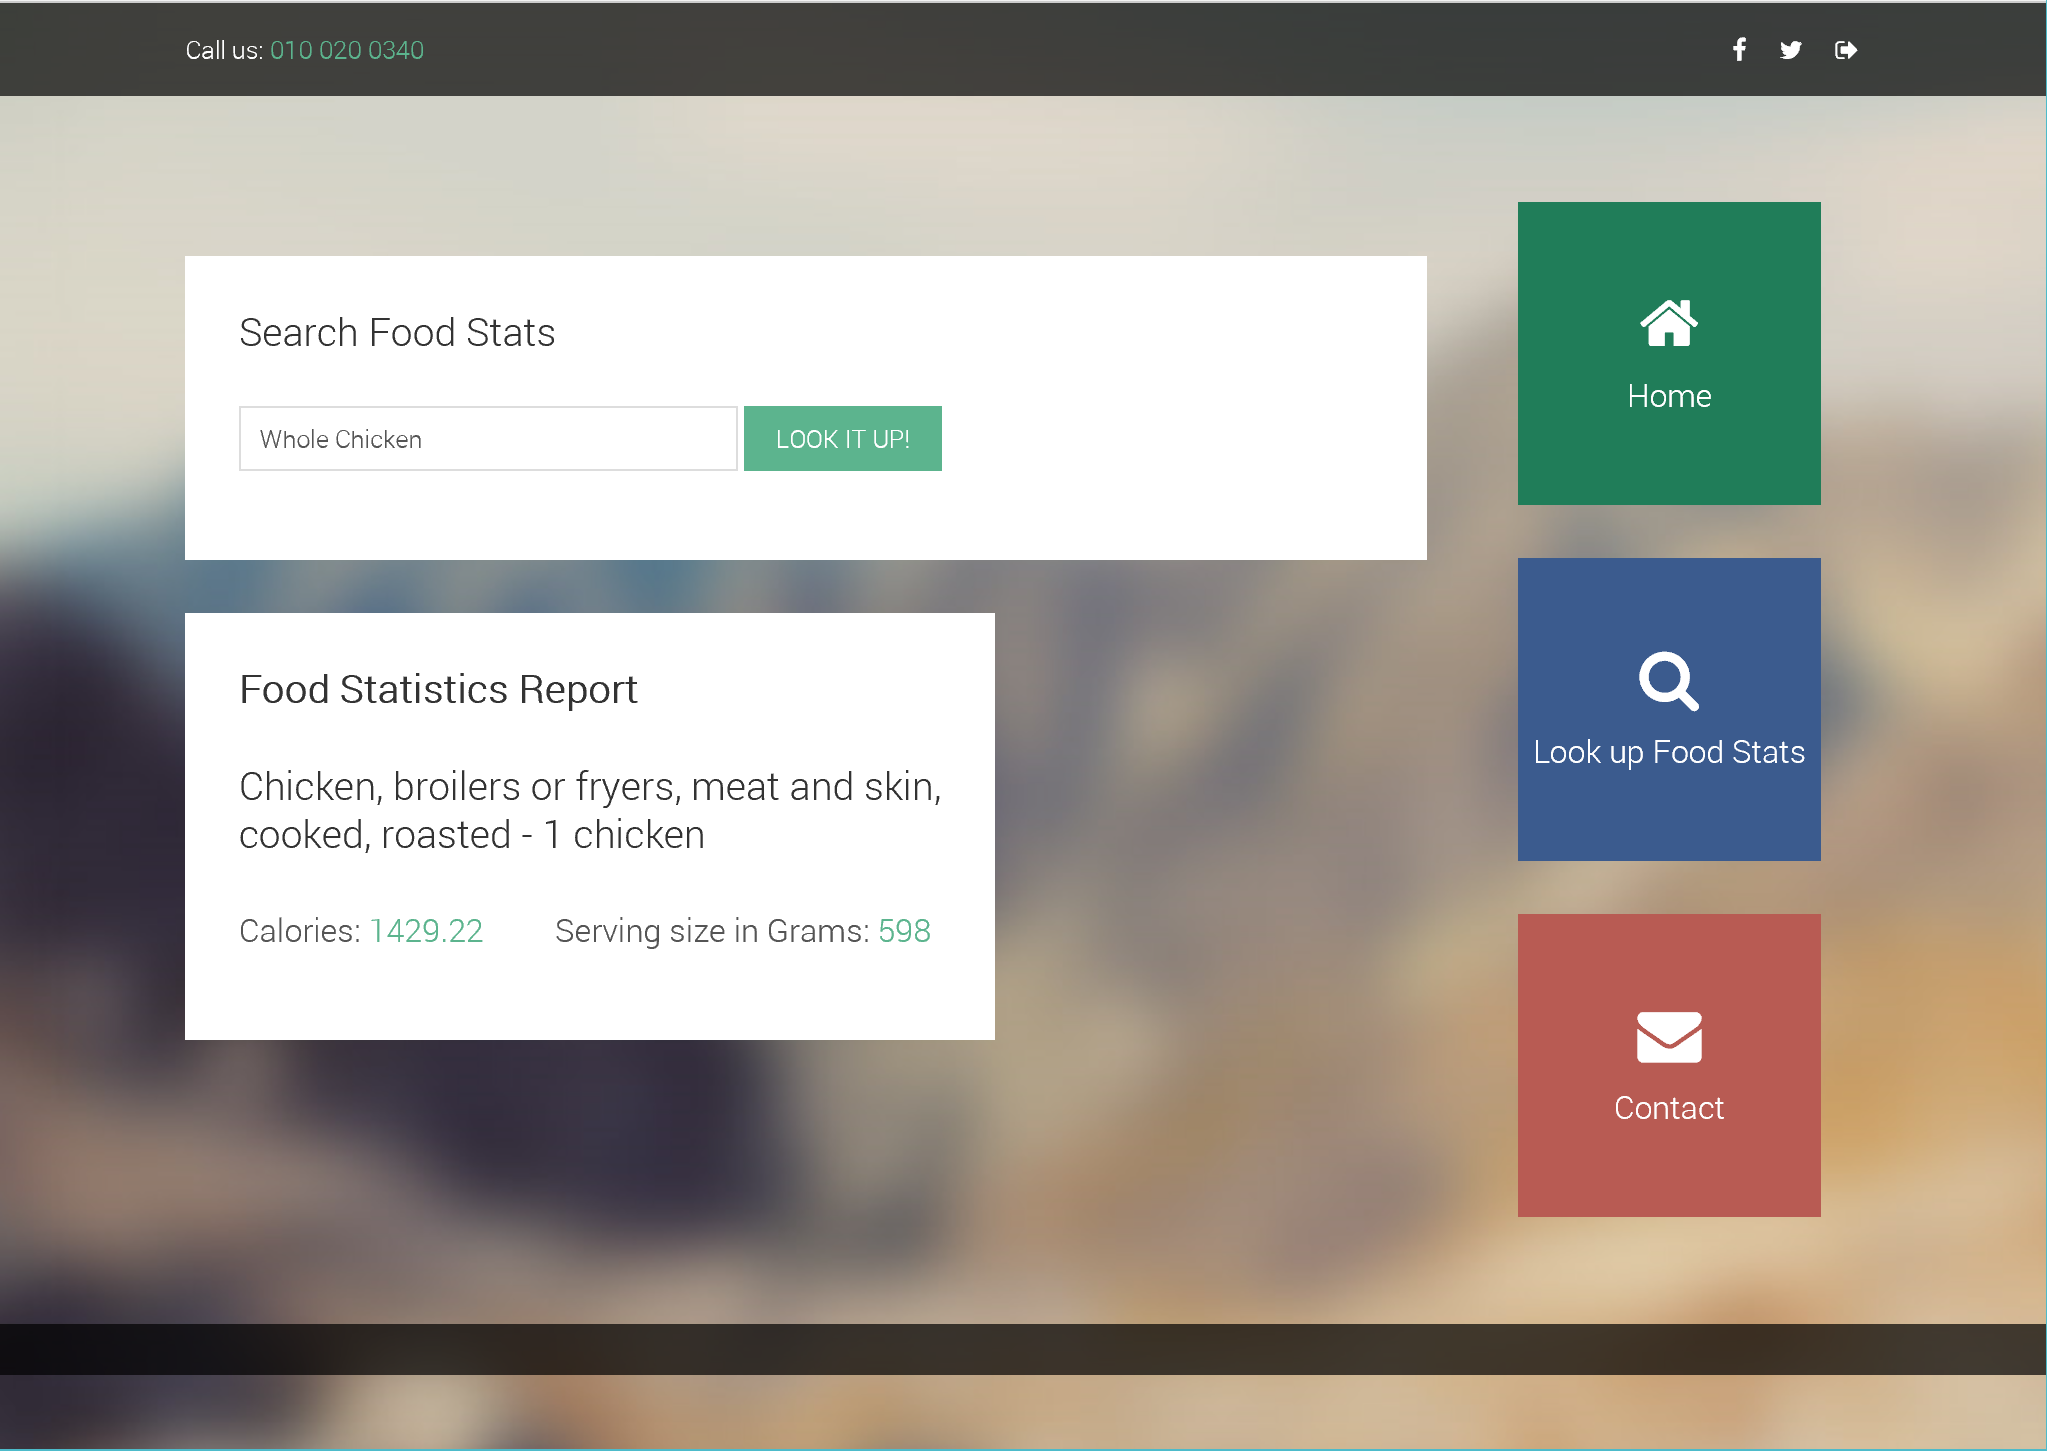 Call us: 010 020 0340
Search Food Stats
Whole Chicken
LOOK IT UP!
Food Statistics Report
Chicken, broilers or fryers, meat and skin,
cooked, roasted - 1 chicken
Calories: 1429.22
Serving size in Grams: 598
Home
Look up Food Stats
Contact